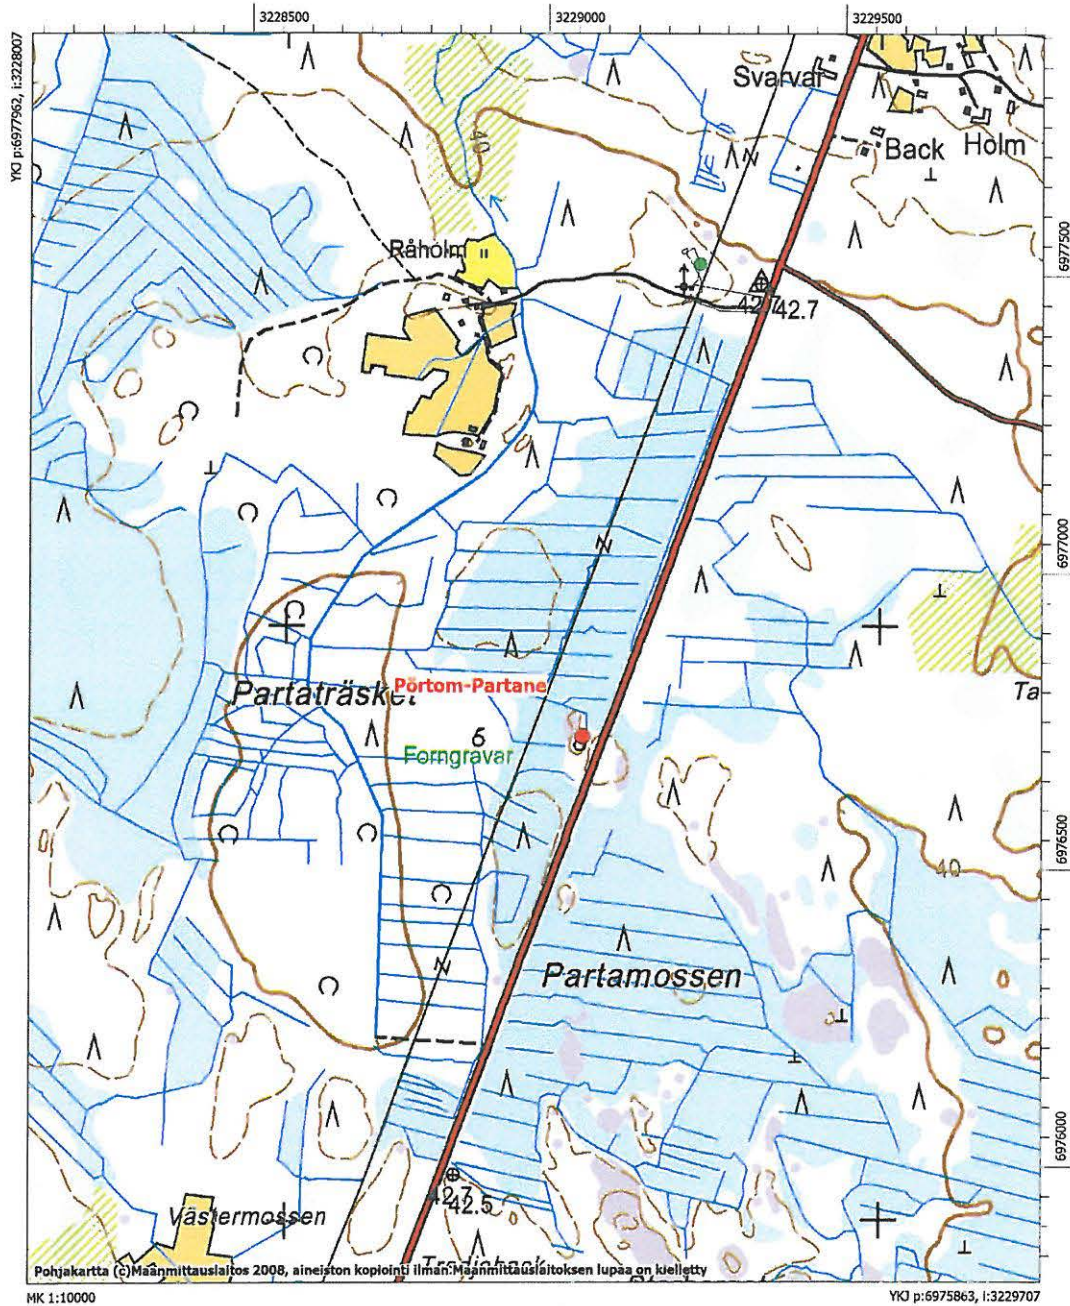 3228500
3229000
3229500
YKJ p:6977962, i:3228007
Svarvar
Back
Holm
40
Råholm
6977500
42.7
42.7
6977000
Partaträsket
Pörtom-Partane
6
Forngravar
6976500
40
Partamossen
6976000
42.7
42.5
Västermossen
Pohjakartta (c)Maanmittauslaitos 2008, aineiston kopiointi ilman Maanmittauslaitoksen lupaa on kielletty
MK 1:10000
YKJ p:6975863, i:3229707